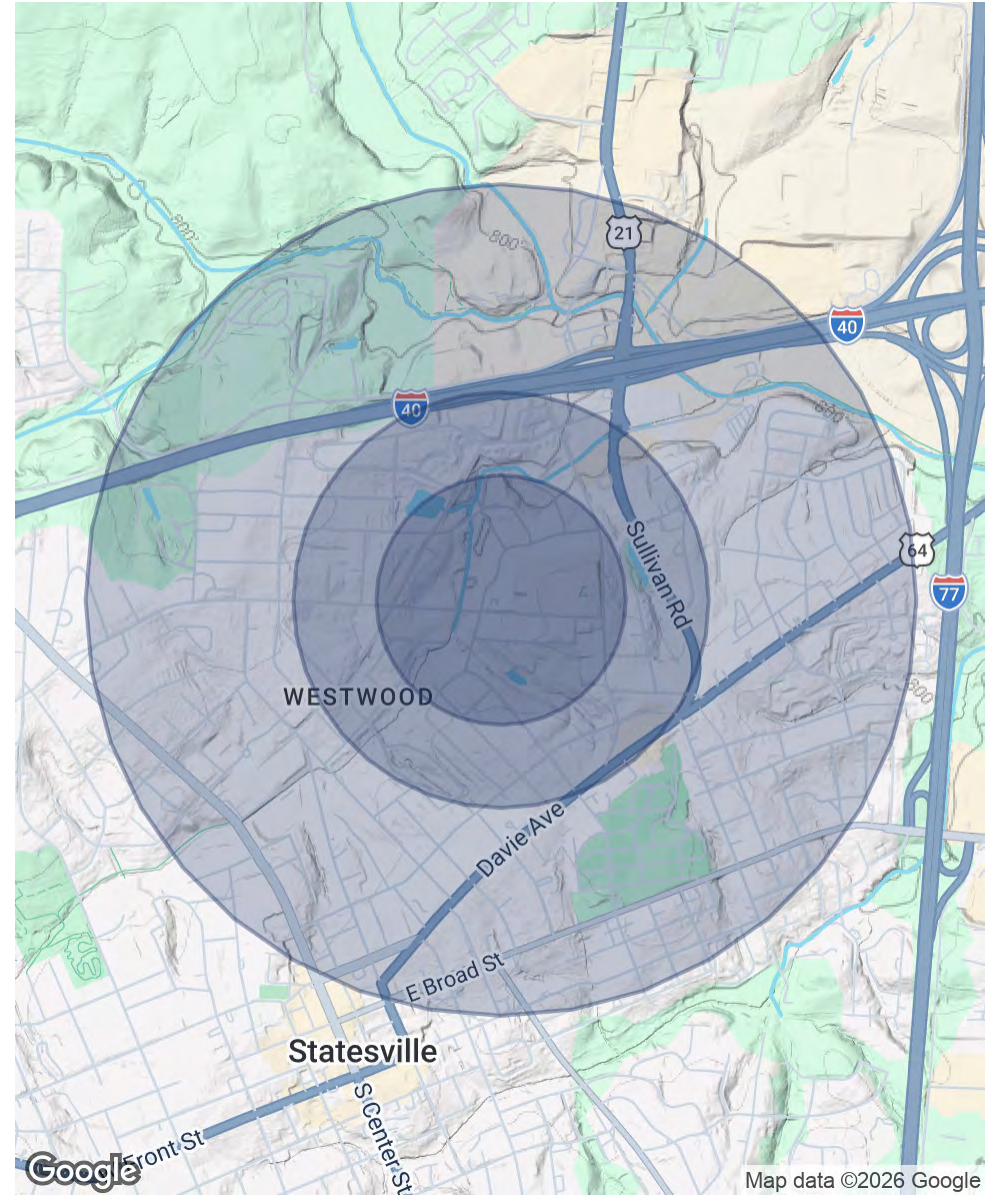 21
800'
800'
40
40
800'
Sullivan Rd
64
77
WESTWOOD
800
Davie Ave
E Broad St
Statesville
S Center St
Front St
Google
Map data ©2026 Google